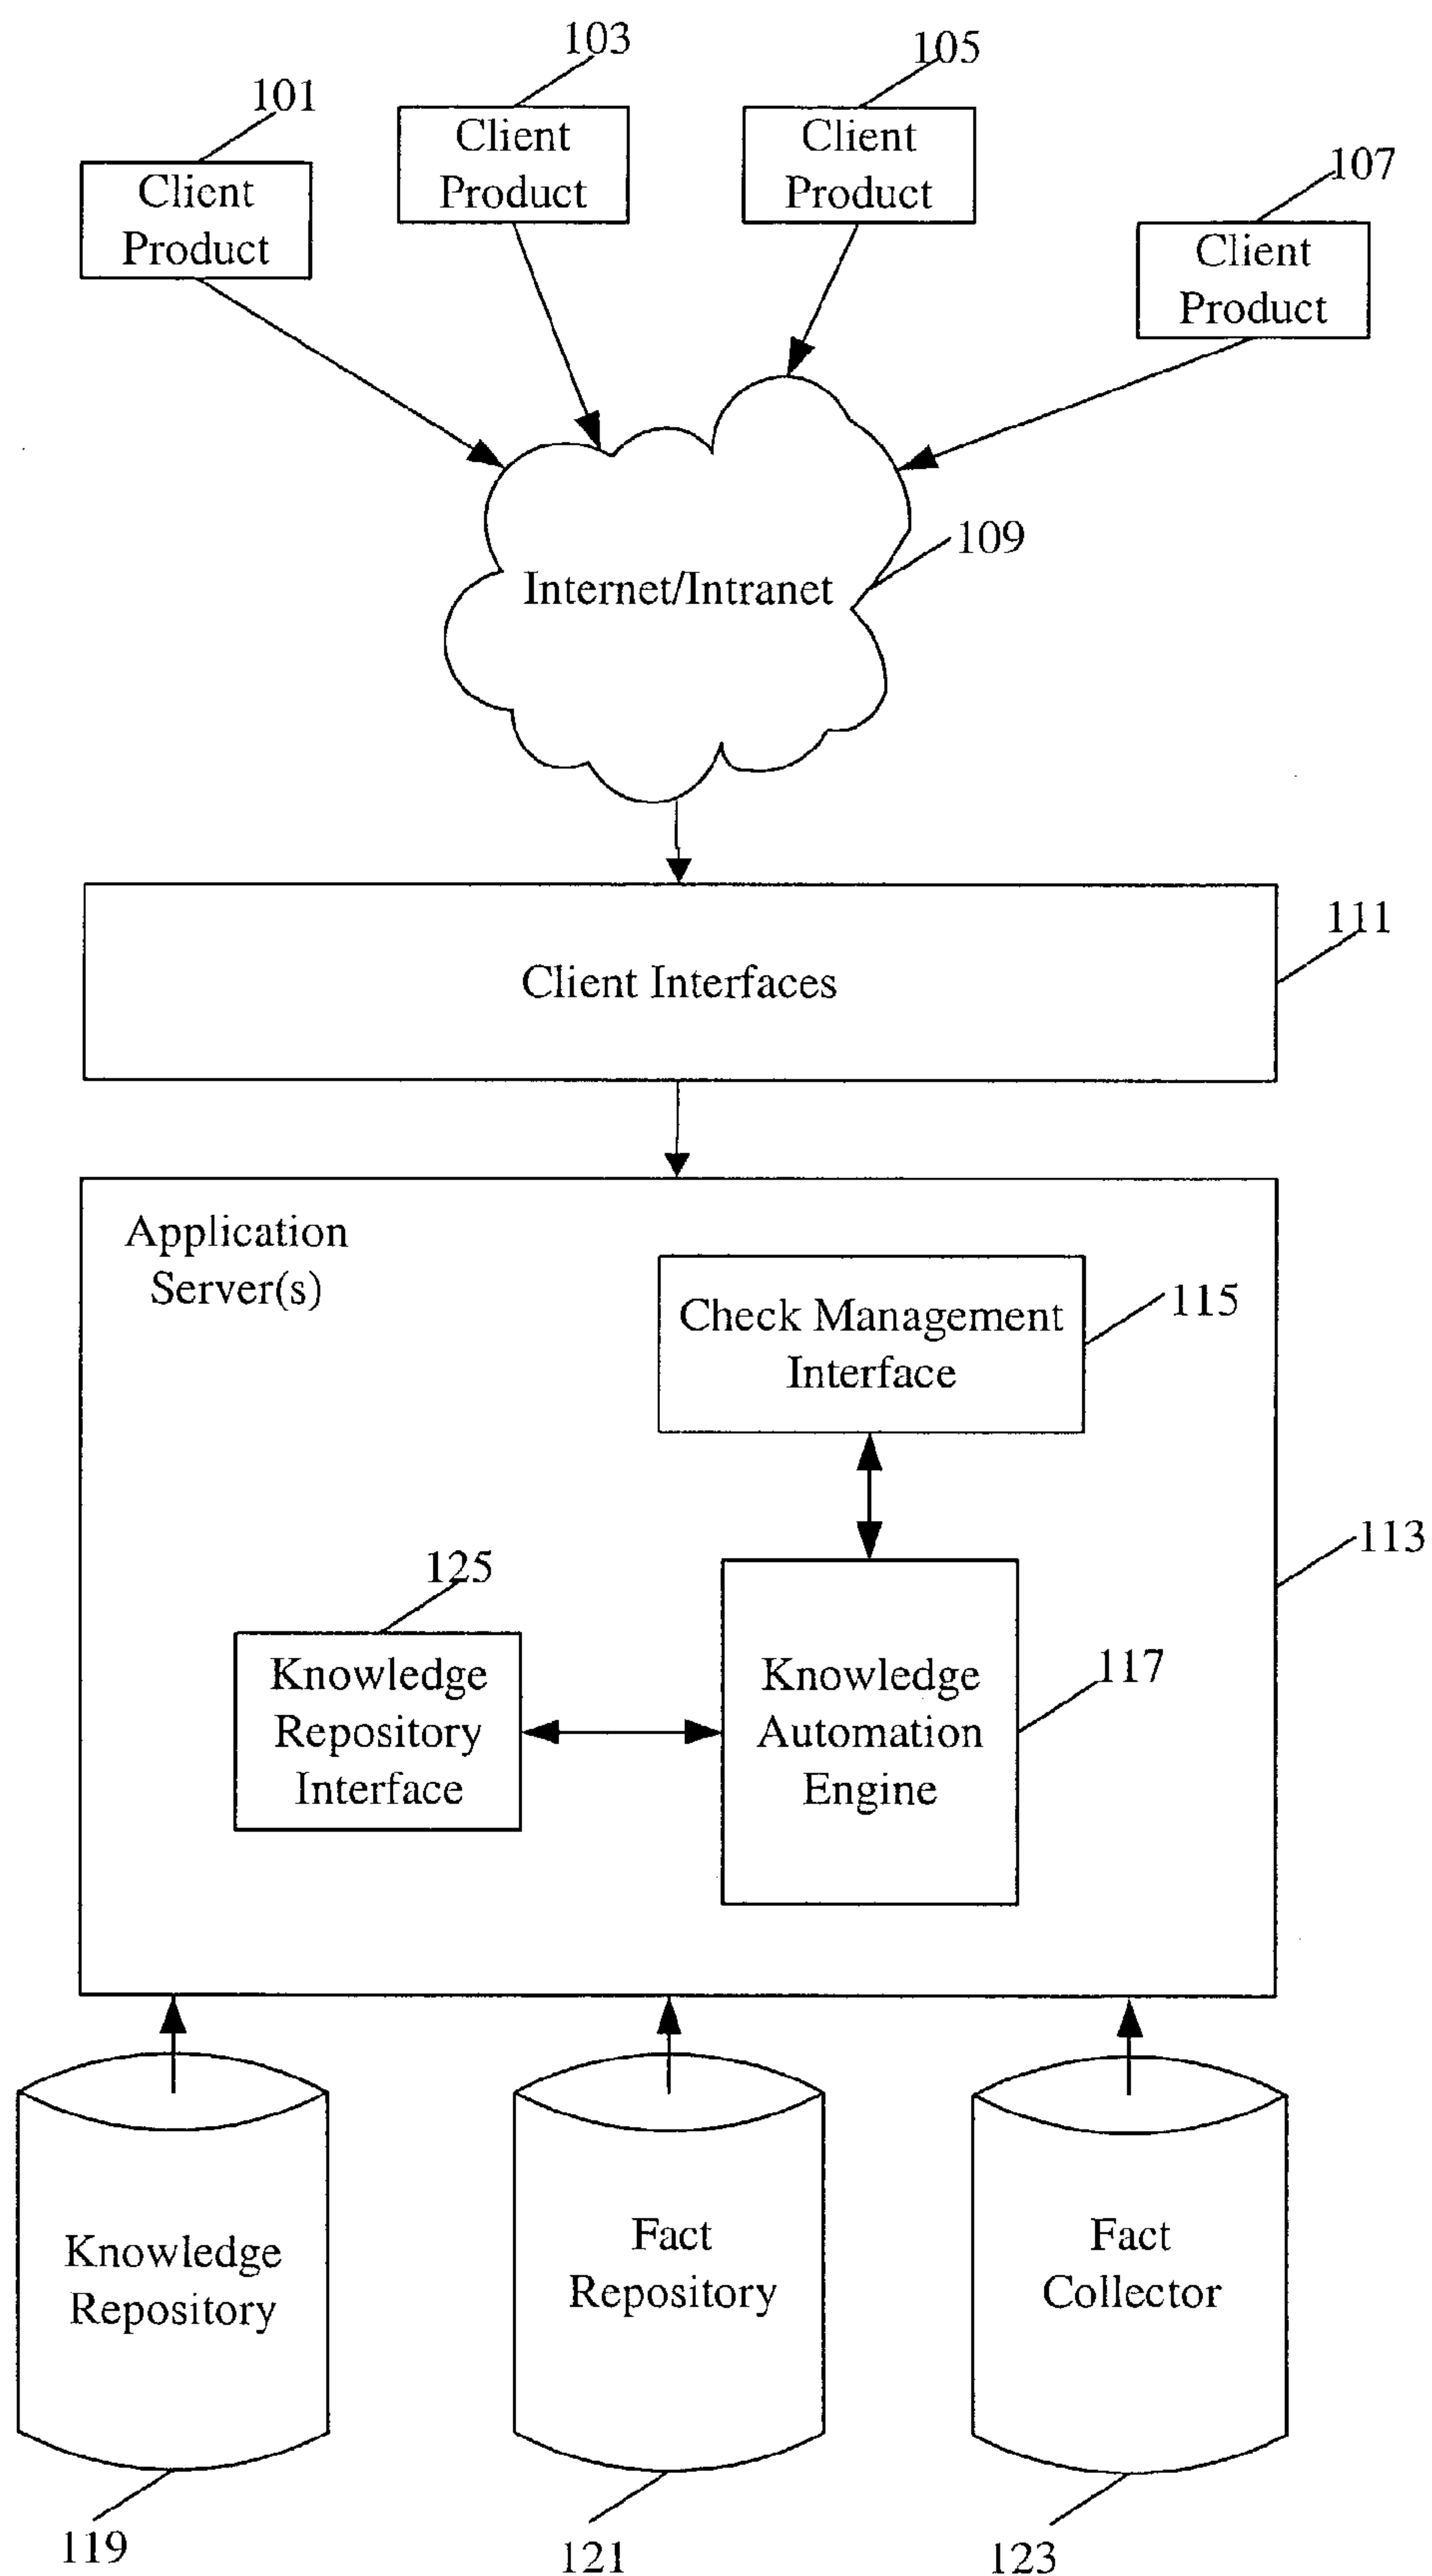 103
105
101
Client
Product
Client
Product
107
Client
Product
Client
Product
109
Internet/Intranet
111
Client Interfaces
Application
Server(s)
Check Management
Interface
115
113
125
Knowledge
Repository
Interface
Knowledge
Automation
Engine
117
Knowledge
Repository
Fact
Repository
Fact
Collector
119
121
123